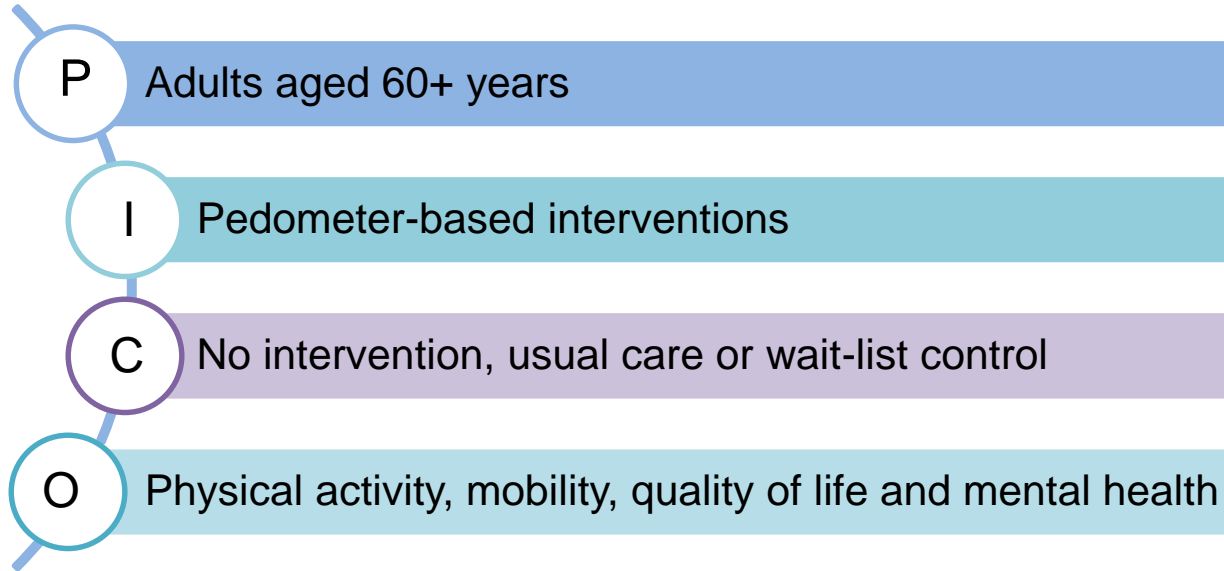 P Adults aged 60+ years
I Pedometer-based interventions
C No intervention, usual care or wait-list control
O Physical activity, mobility, quality of life and mental health